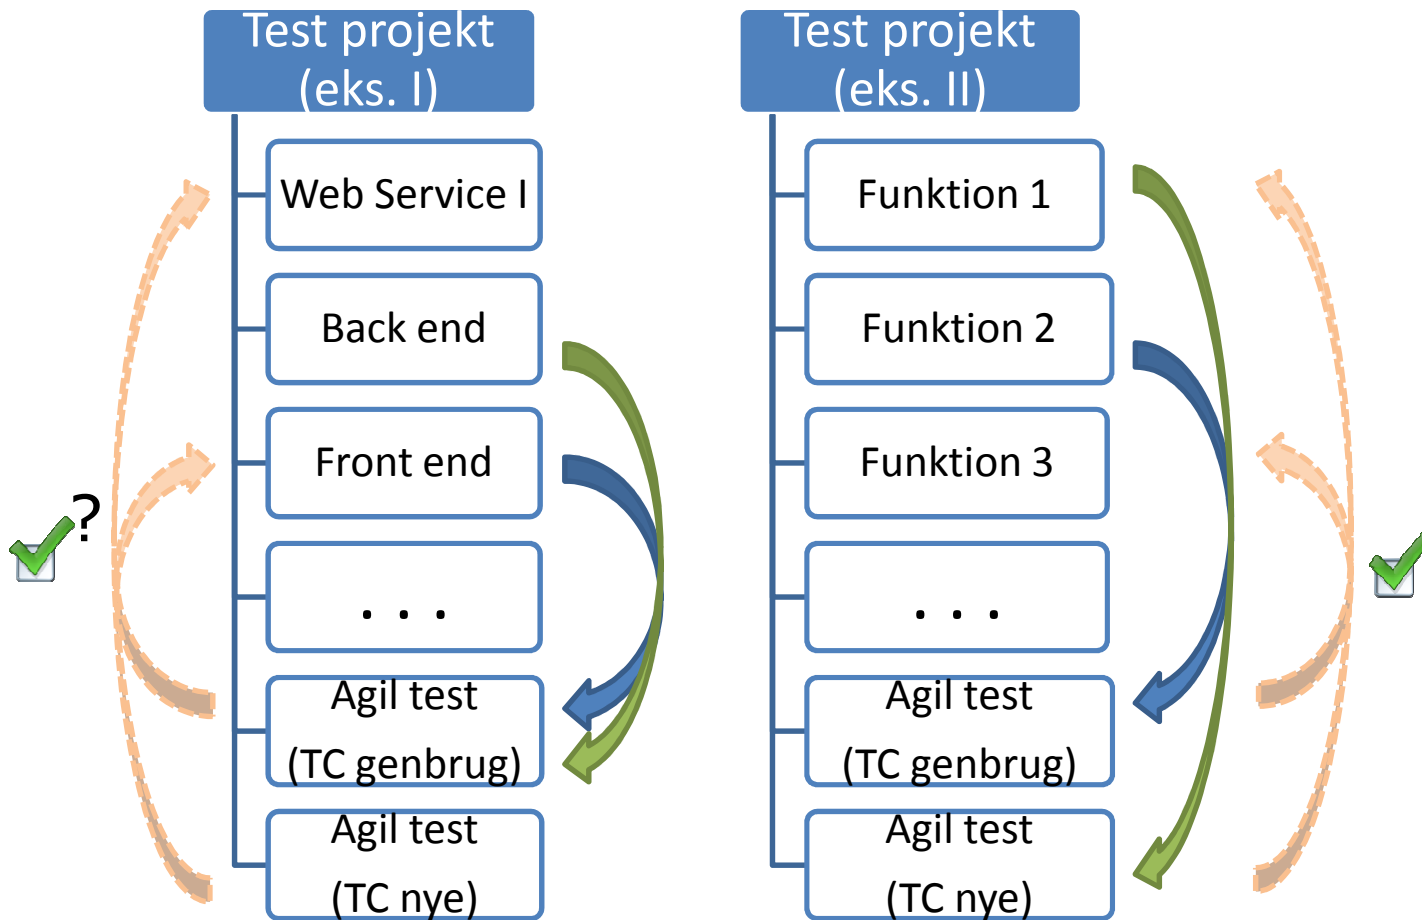 Test projekt
(eks. I)
Web Service I
Back end
Front end
. . .
Agil test
(TC genbrug)
Agil test
(TC nye)
?
Test projekt
(eks. II)
Funktion 1
Funktion 2
Funktion 3
. . .
Agil test
(TC genbrug)
Agil test
(TC nye)